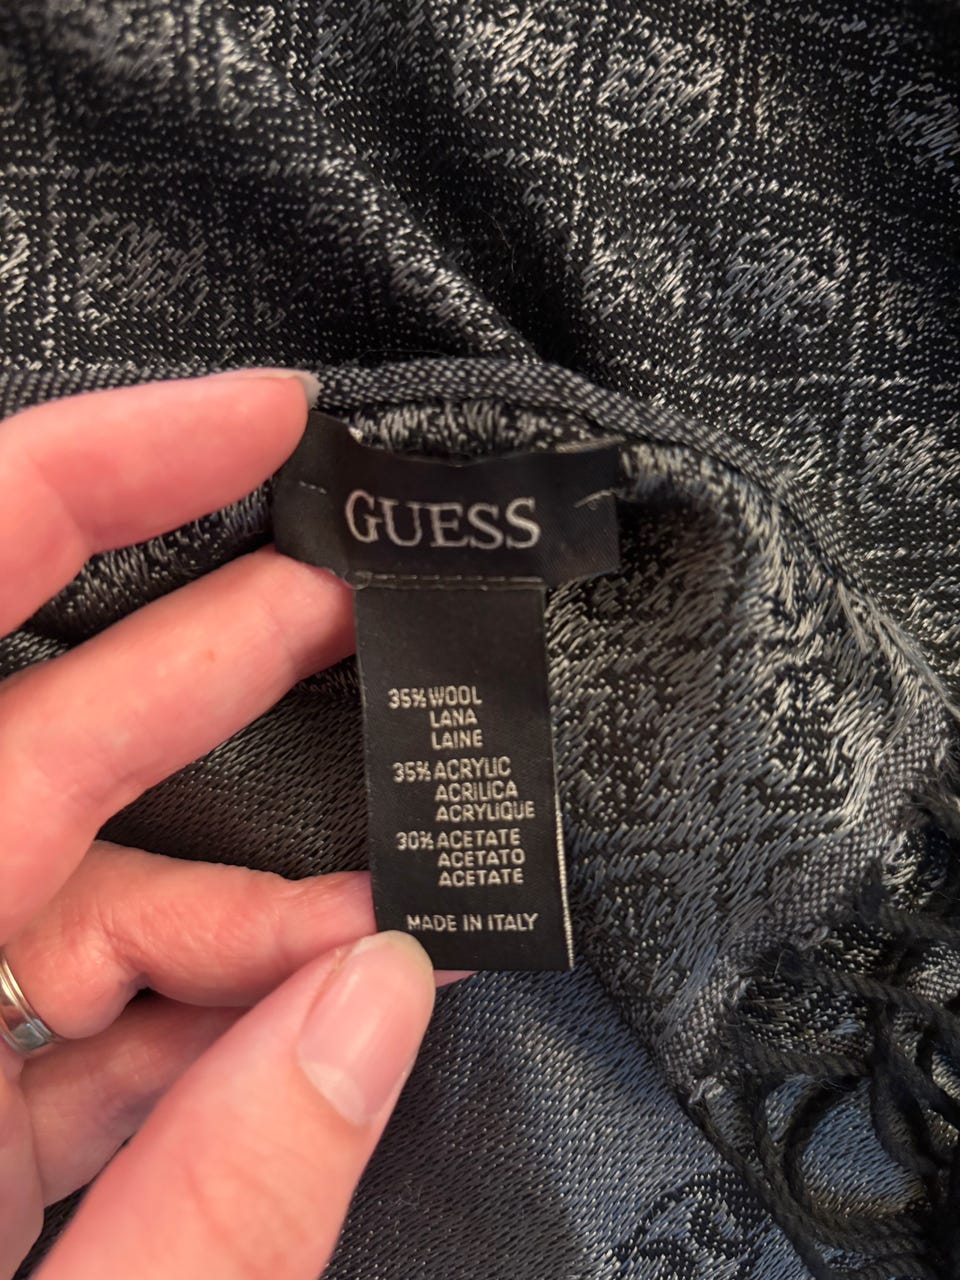 GUESS
35% WOOL
LANA
LAINE
35% ACRYLIC
ACRILICA
ACRYLIQUE
30% ACETATE
ACETATO
ACETATE
MADE IN ITALY